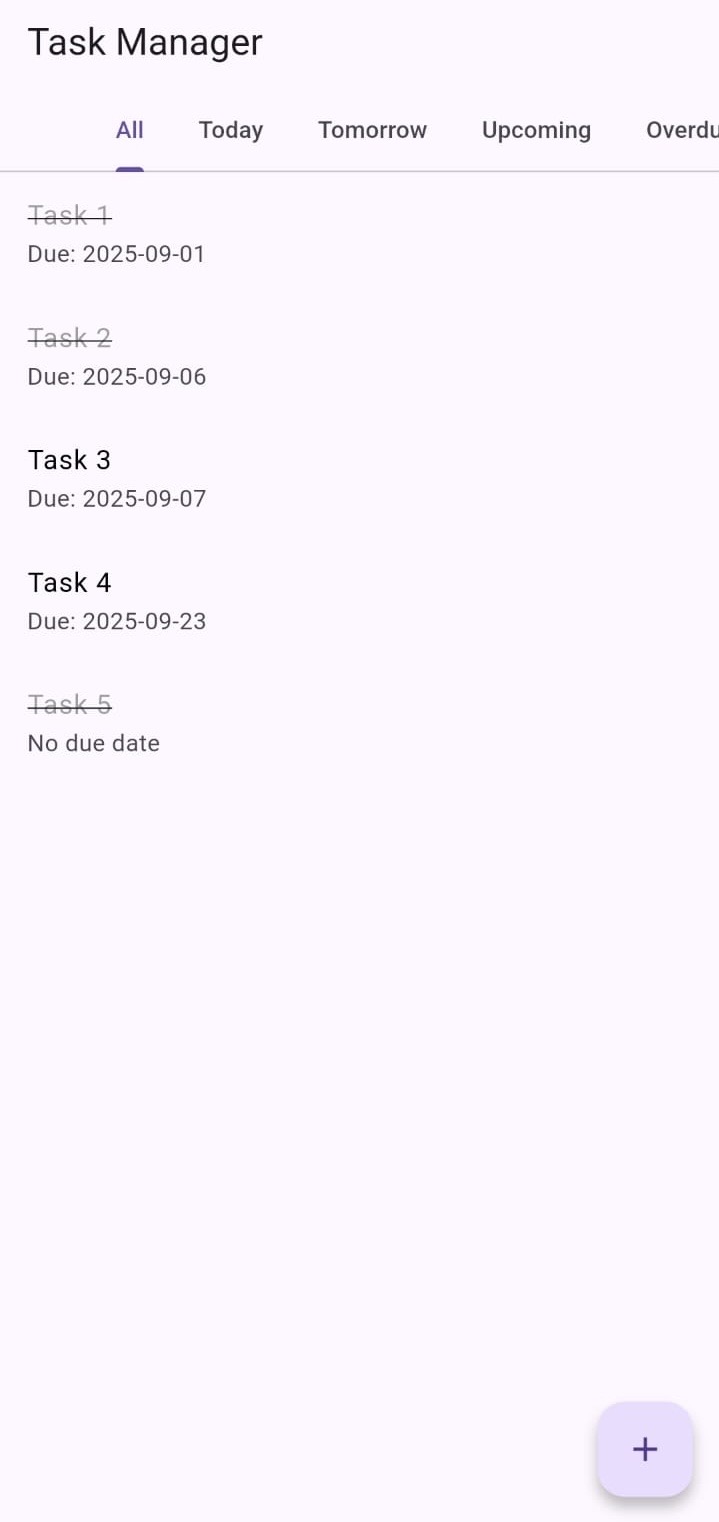 Task Manager
All Today Tomorrow Upcoming Overdu
Task 1
Due: 2025-09-01
Task 2
Due: 2025-09-06
Task 3
Due: 2025-09-07
Task 4
Due: 2025-09-23
Task 5
No due date
+